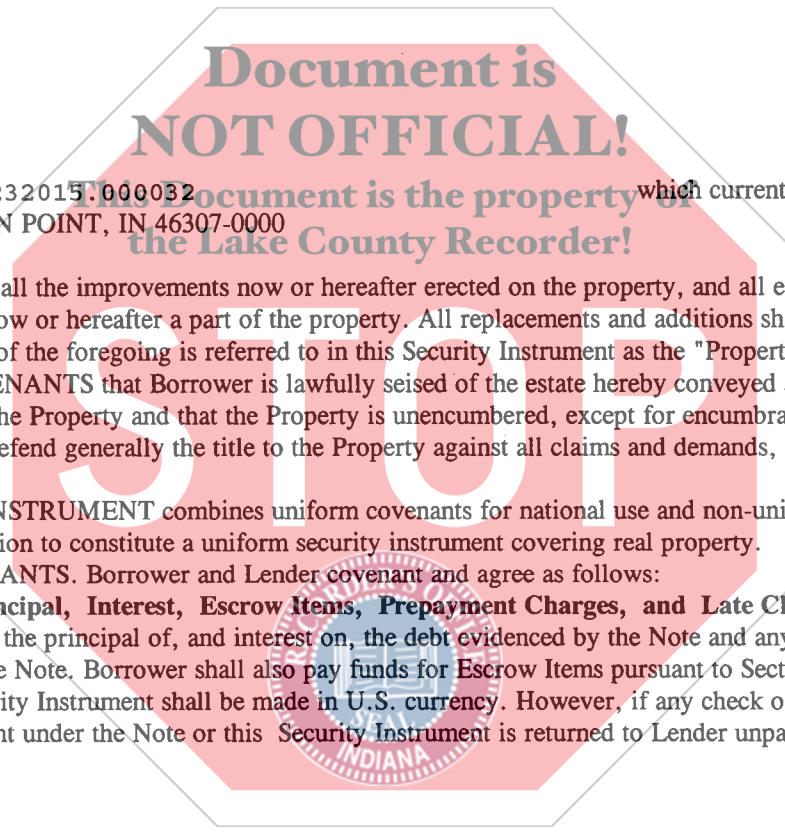 Document is
NOT OFFICIAL!
This Document is the property of
the Lake County Recorder!
32015.000032 which current
N POINT, IN 46307-0000
all the improvements now or hereafter erected on the property, and all e
ow or hereafter a part of the property. All replacements and additions sh
of the foregoing is referred to in this Security Instrument as the "Propert
ENANTS that Borrower is lawfully seised of the estate hereby conveyed
he Property and that the Property is unencumbered, except for encumbra
efend generally the title to the Property against all claims and demands,
STOP
NSTRUMENT combines uniform covenants for national use and non-uni
ion to constitute a uniform security instrument covering real property.
ANTS. Borrower and Lender covenant and agree as follows:
ncipal, Interest, Escrow Items, Prepayment Charges, and Late Cl
the principal of, and interest on, the debt evidenced by the Note and any
e Note. Borrower shall also pay funds for Escrow Items pursuant to Sect
ity Instrument shall be made in U.S. currency. However, if any check o
nt under the Note or this Security Instrument is returned to Lender unpa
RECORDER'S OFFICE
SEAL
INDIANA